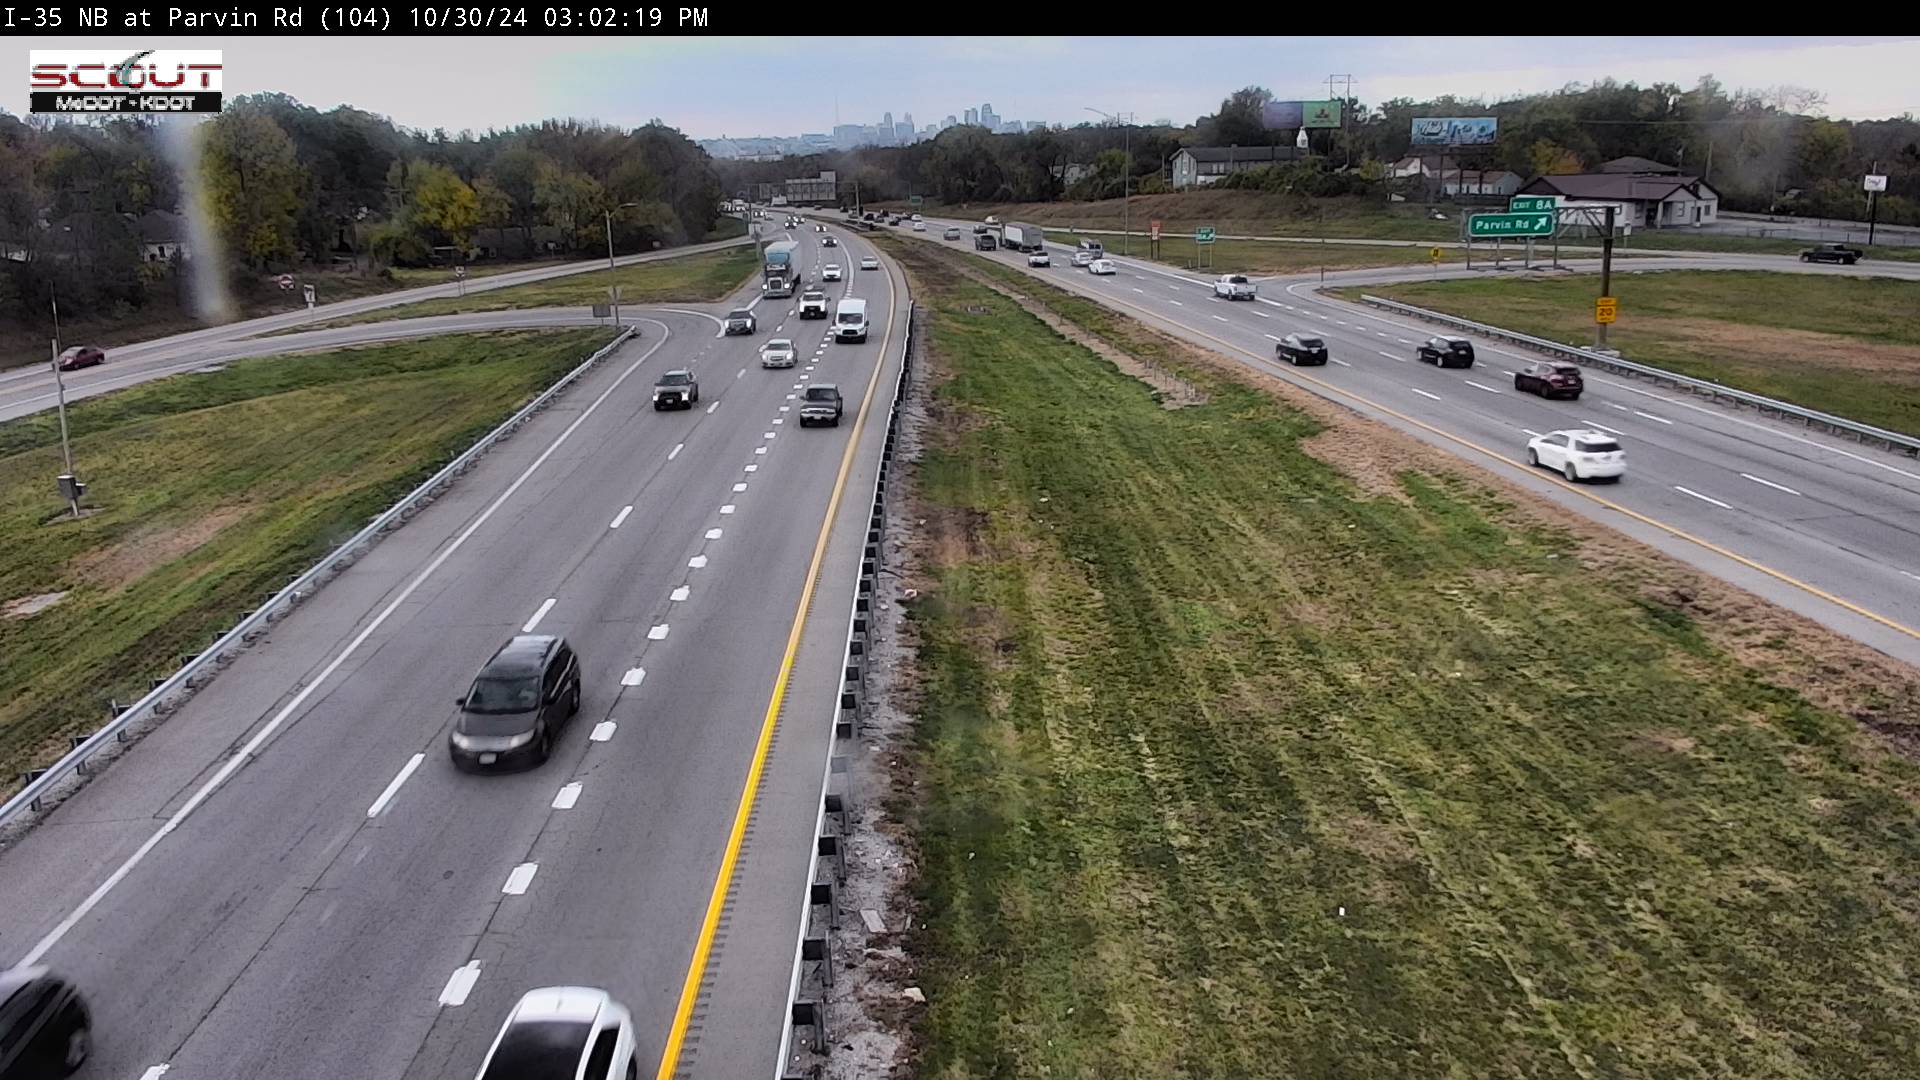 I-35 NB at Parvin Rd (104) 10/30/24 03:02:19 PM
SCOUT
MoDOT - KDOT
EXIT 8A
Parvin Rd
20